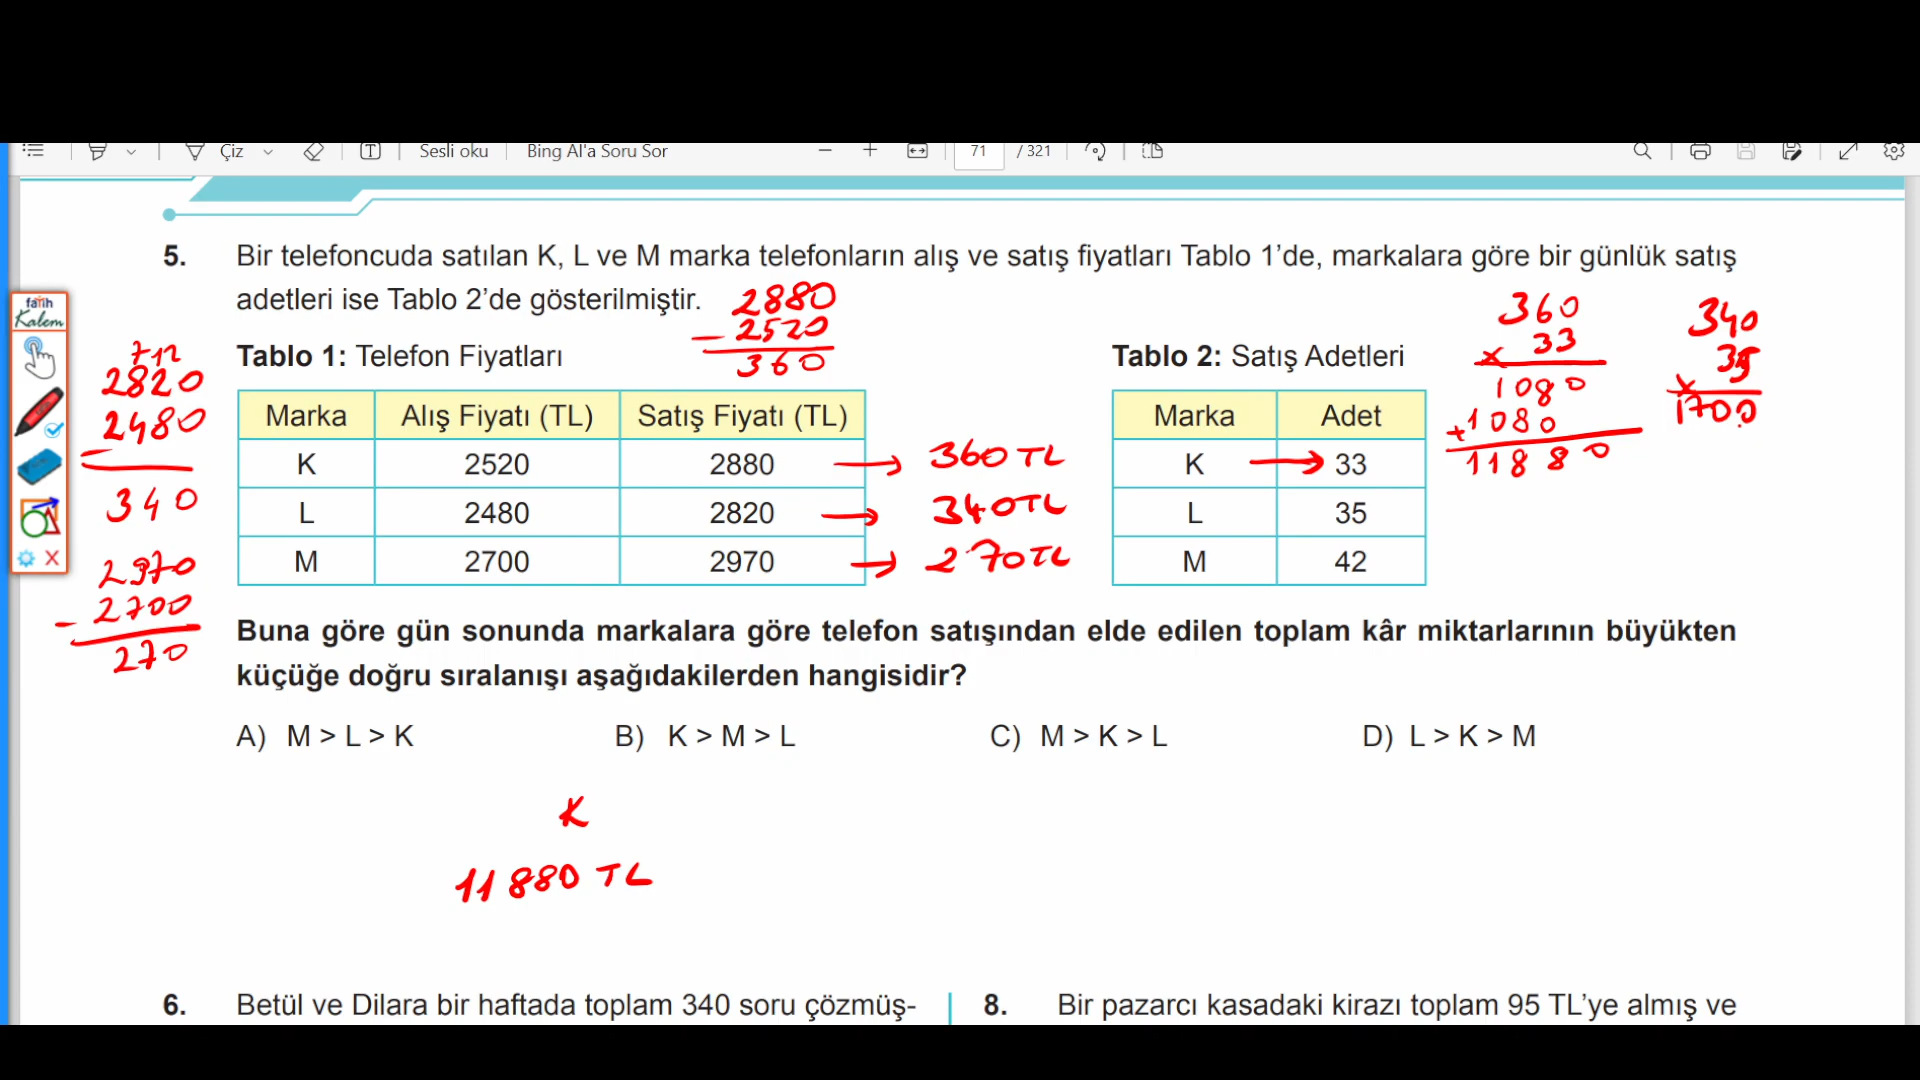 Çiz
Sesli oku
Bing AI'a Soru Sor
71 / 321
5. Bir telefoncuda satılan K, L ve M marka telefonların alış ve satış fiyatları Tablo 1'de, markalara göre bir günlük satış
adetleri ise Tablo 2'de gösterilmiştir.
2880
- 2520
360
Tablo 1: Telefon Fiyatları
Marka Alış Fiyatı (TL) Satış Fiyatı (TL)
K 2520 2880 → 360 TL
L 2480 2820 → 340 TL
M 2700 2970 → 270 TL
Tablo 2: Satış Adetleri
Marka Adet
K → 33
L 35
M 42
360
x 33
1080
+ 1080
11880
340
x 35
1700
fatih
Kalem
7 12
2820
- 2480
340
2970
- 2700
270
Buna göre gün sonunda markalara göre telefon satışından elde edilen toplam kâr miktarlarının büyükten
küçüğe doğru sıralanışı aşağıdakilerden hangisidir?
A) M > L > K B) K > M > L C) M > K > L D) L > K > M
K
11880 TL
6. Betül ve Dilara bir haftada toplam 340 soru çözmüş-
8. Bir pazarcı kasadaki kirazı toplam 95 TL'ye almış ve